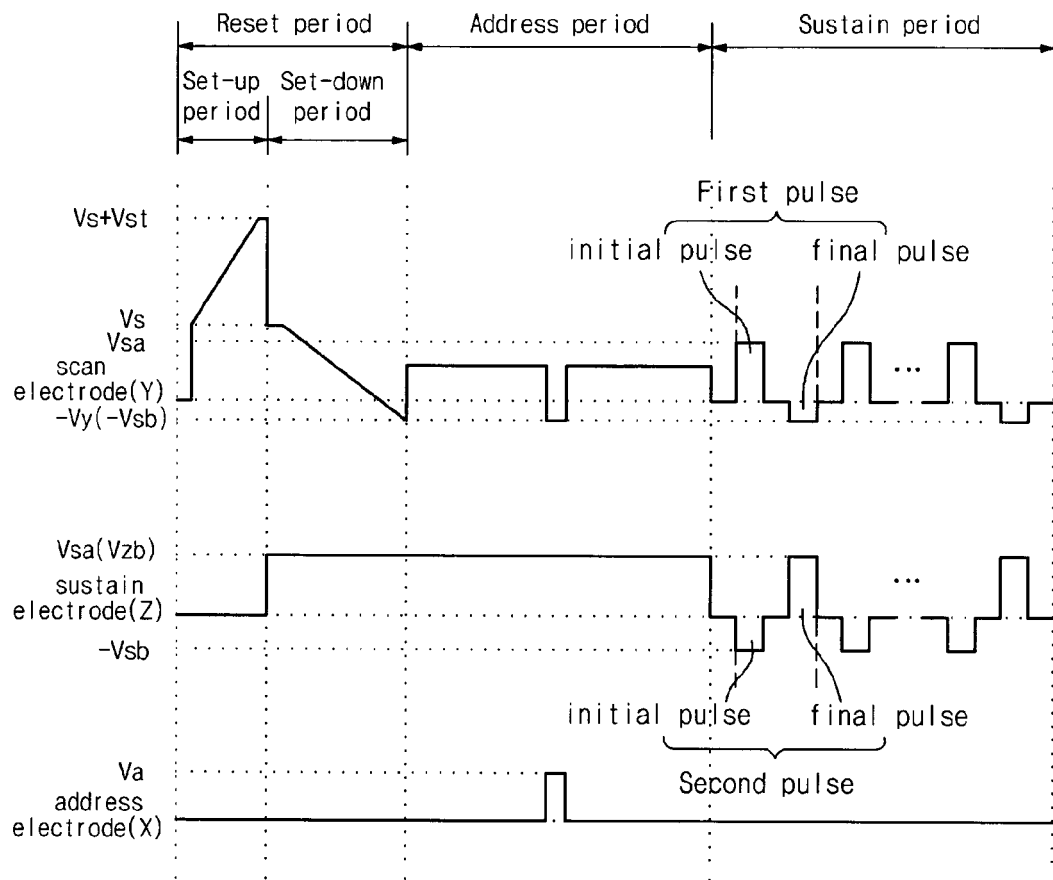 Reset period
Address period
Sustain period
Set-up
period
Set-down
period
First pulse
Vs+Vst
initial pulse
final pulse
Vs
Vsa
scan
electrode(Y)
-Vy(-Vsb)
Vsa(Vzb)
sustain
electrode(Z)
-Vsb
initial pulse
final pulse
Second pulse
Va
address
electrode(X)